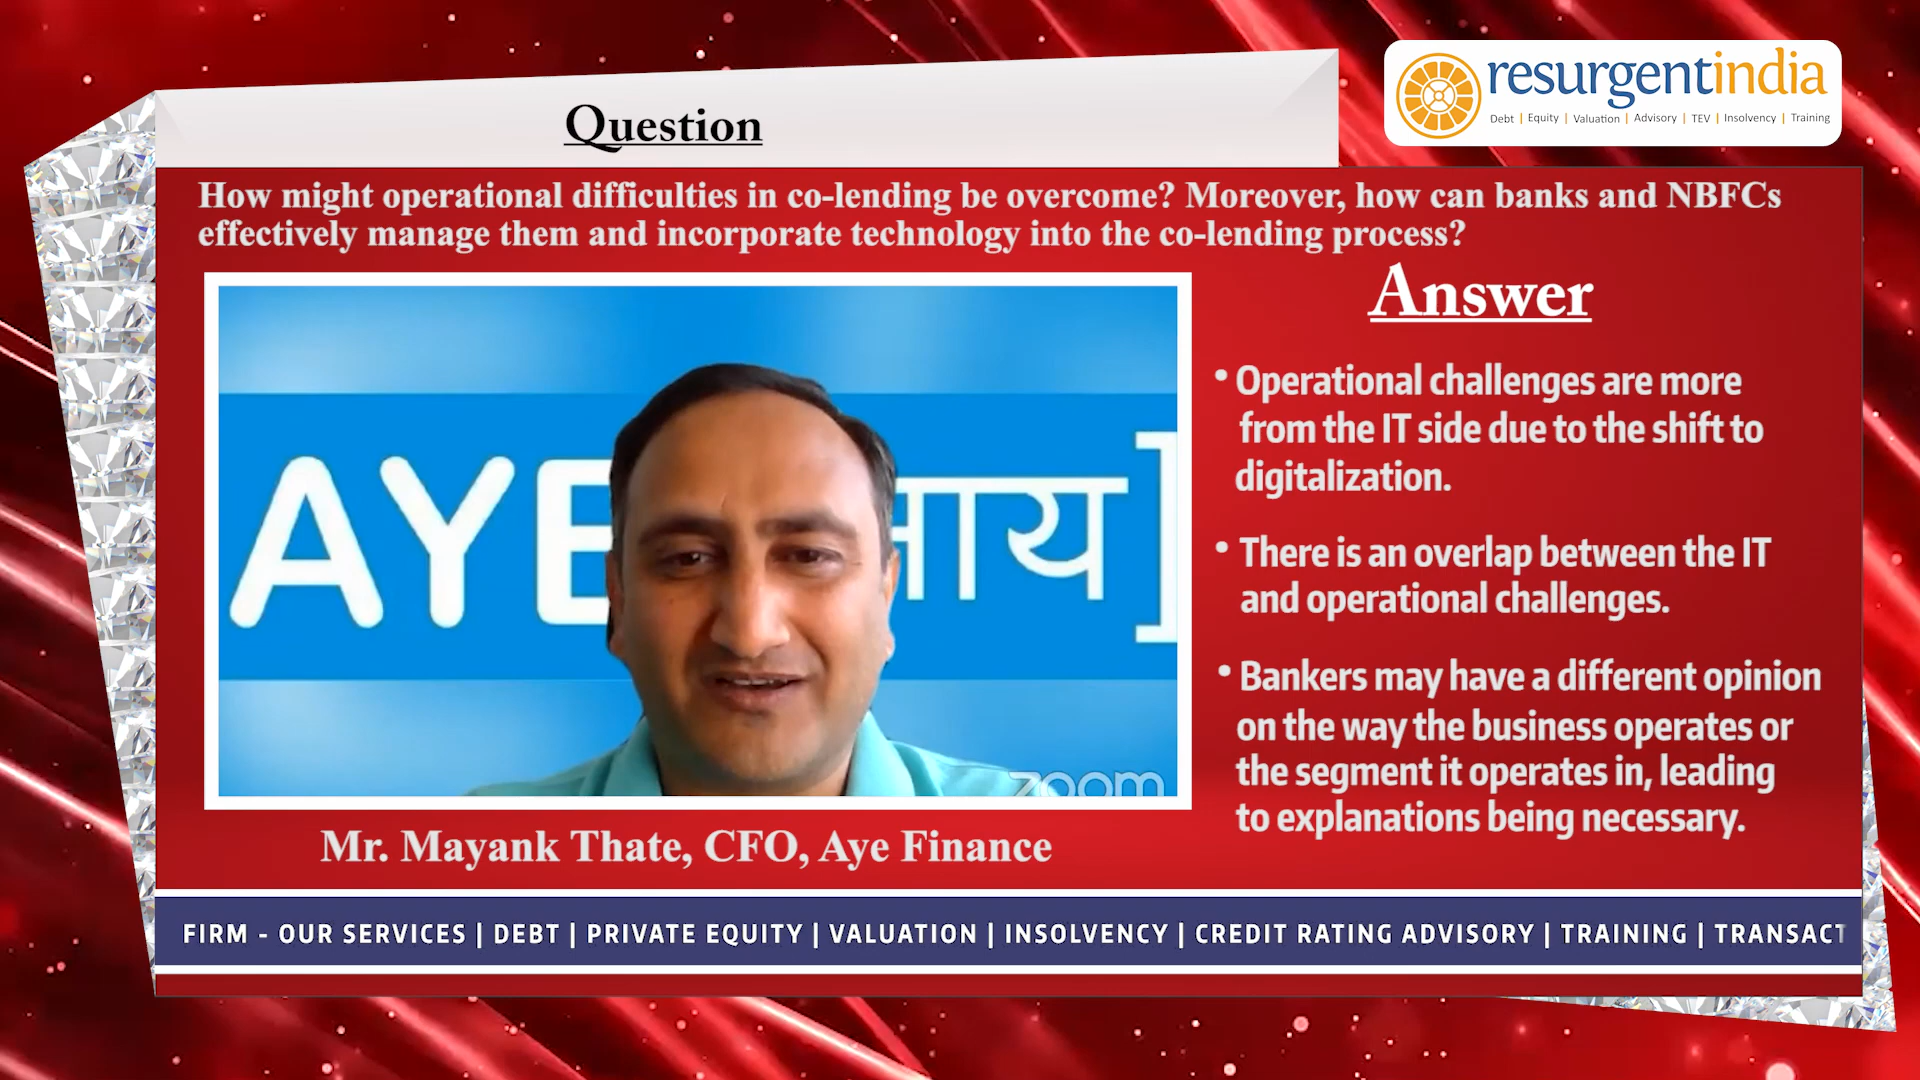 resurgentindia
Debt | Equity | Valuation | Advisory | TEV | Insolvency | Training
Question
How might operational difficulties in co-lending be overcome? Moreover, how can banks and NBFCs
effectively manage them and incorporate technology into the co-lending process?
Answer
• Operational challenges are more
from the IT side due to the shift to
digitalization.
• There is an overlap between the IT
and operational challenges.
• Bankers may have a different opinion
on the way the business operates or
the segment it operates in, leading
to explanations being necessary.
AYE ाय ]
zoom
Mr. Mayank Thate, CFO, Aye Finance
FIRM - OUR SERVICES | DEBT | PRIVATE EQUITY | VALUATION | INSOLVENCY | CREDIT RATING ADVISORY | TRAINING | TRANSACT